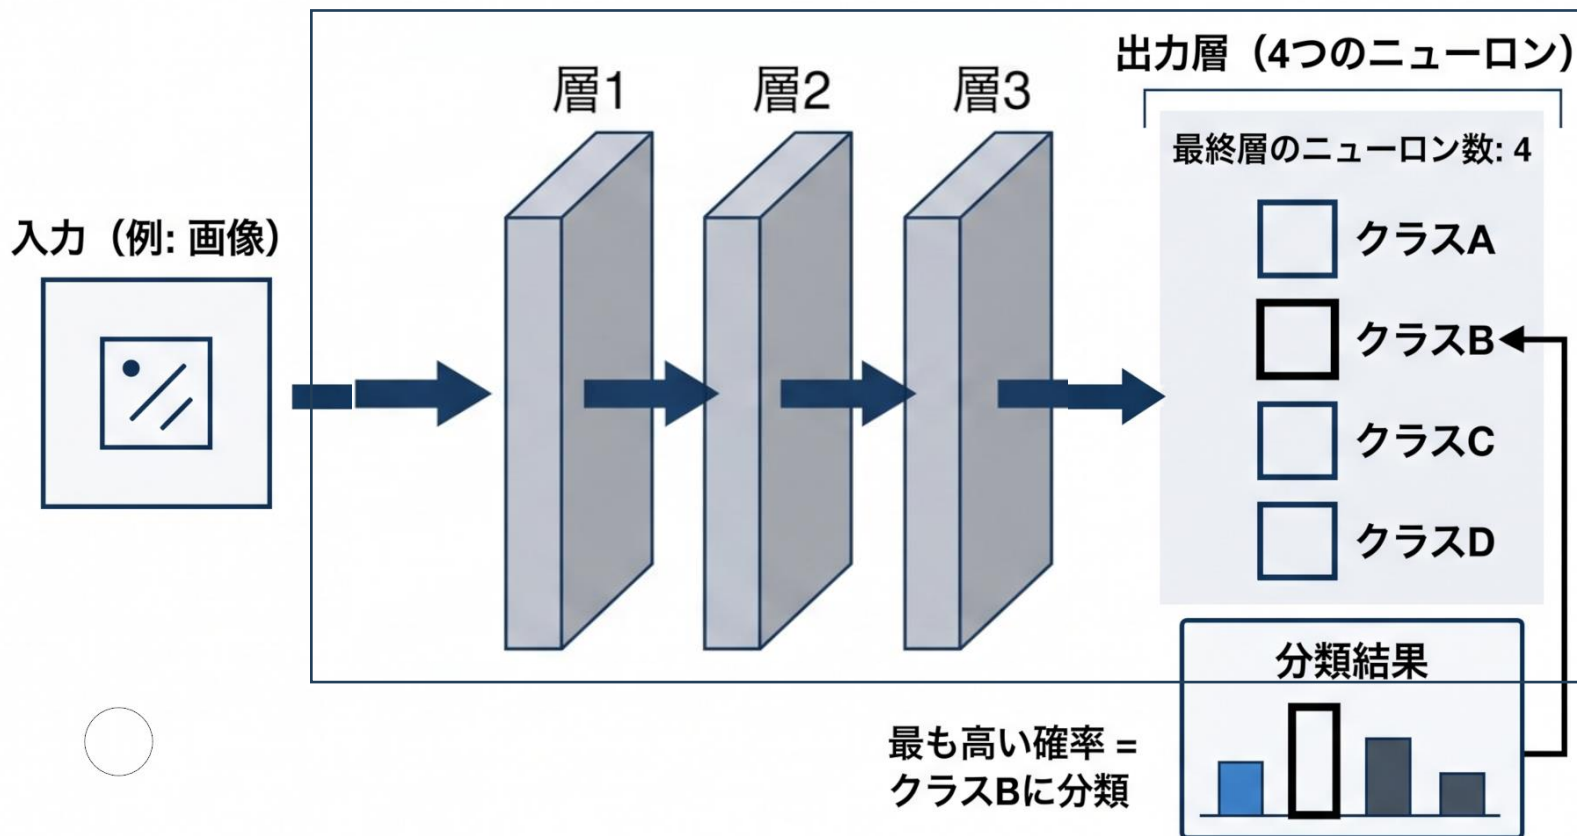 入力（例: 画像）
層1
層2
層3
出力層（4つのニューロン）
最終層のニューロン数: 4
クラスA
クラスB
クラスC
クラスD
分類結果
最も高い確率 =
クラスBに分類